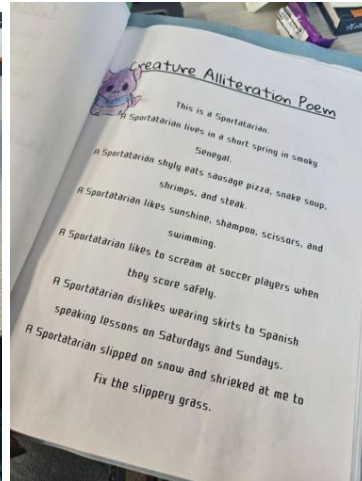 Creature Alliteration Poem
This is a Sportatarian.
A Sportatarian lives in a short spring in smoky
Senegal.
A Sportatarian shyly eats sausage pizza, snake soup,
shrimps, and steak.
A Sportatarian likes sunshine, shampoo, scissors, and
swimming.
A Sportatarian likes to scream at soccer players when
they score safely.
A Sportatarian dislikes wearing skirts to Spanish
speaking lessons on Saturdays and Sundays.
A Sportatarian slipped on snow and shrieked at me to
fix the slippery grass.